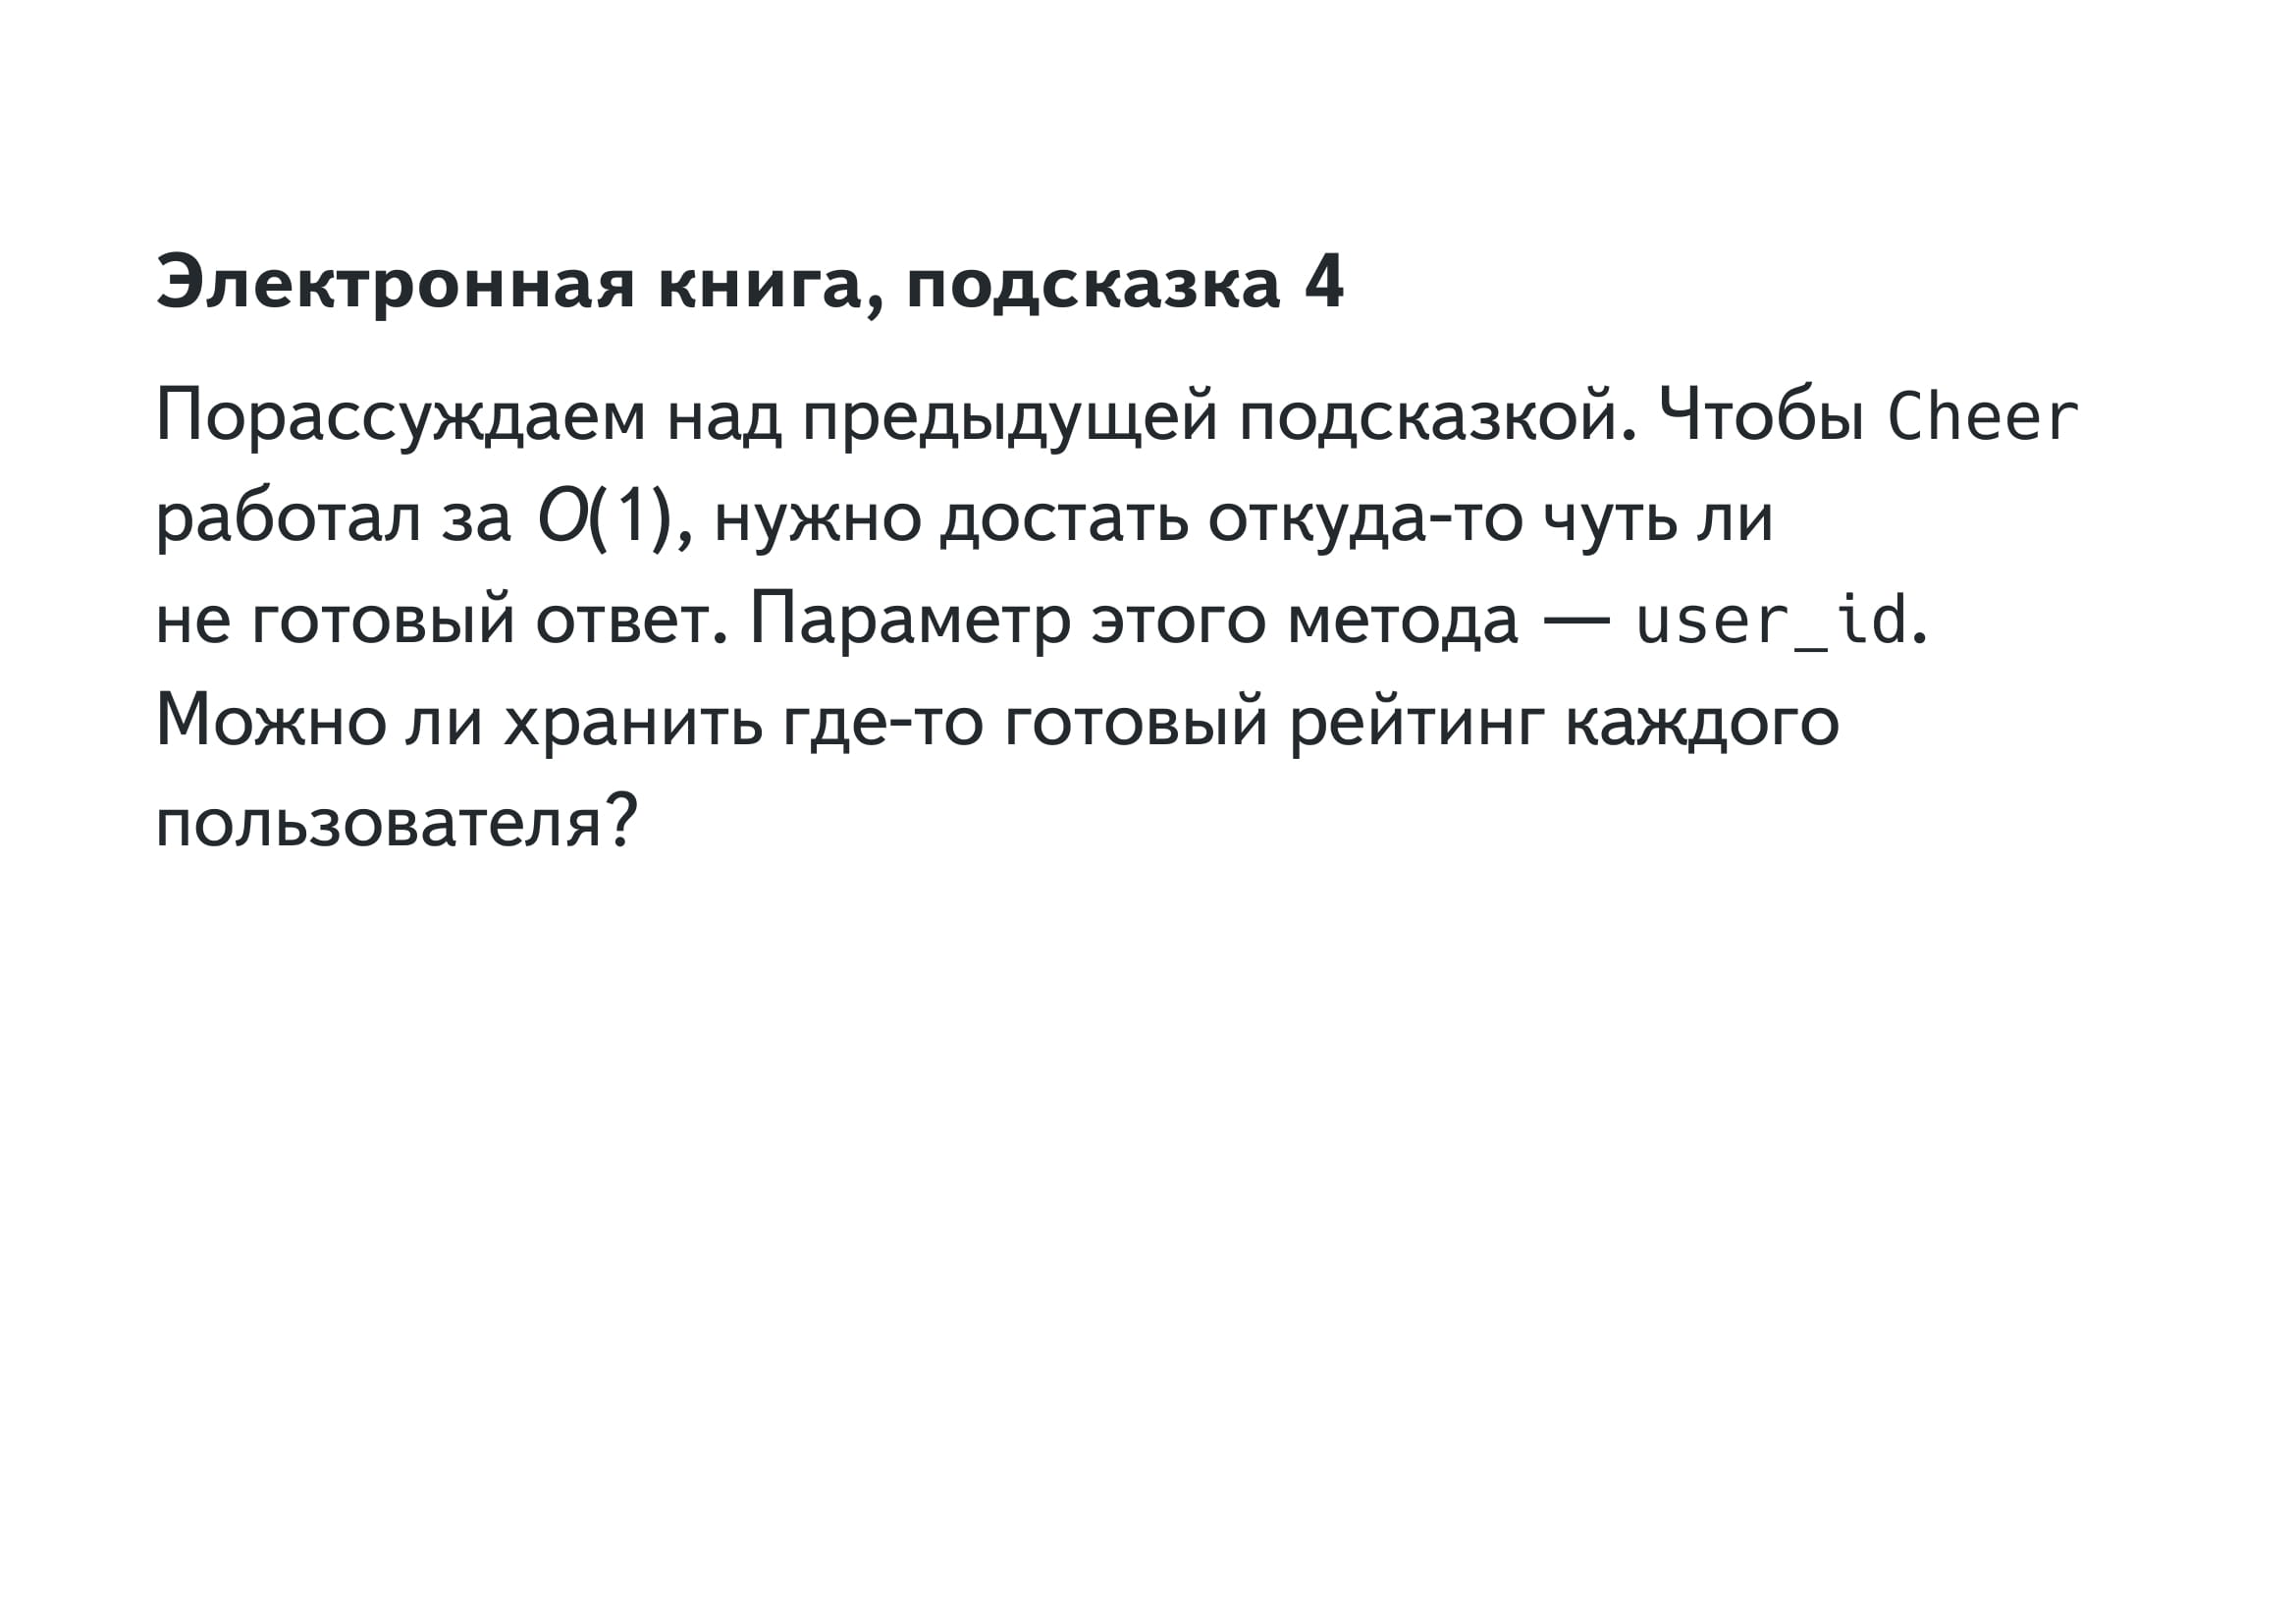 Электронная книга, подсказка 4
Порассуждаем над предыдущей подсказкой. Чтобы Cheer
работал за O(1), нужно достать откуда-то чуть ли
не готовый ответ. Параметр этого метода — user_id.
Можно ли хранить где-то готовый рейтинг каждого
пользователя?